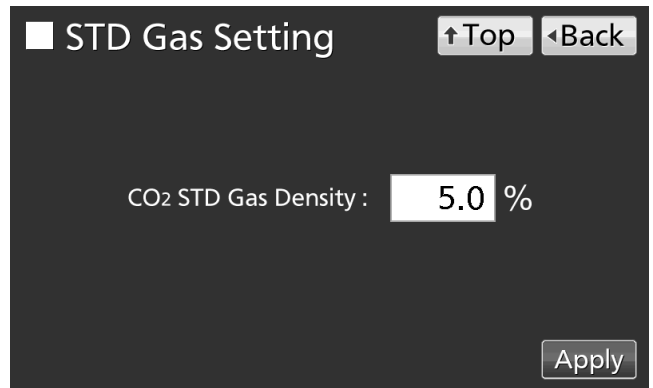 STD Gas Setting
↑Top
◂Back
CO2 STD Gas Density :
5.0 %
Apply